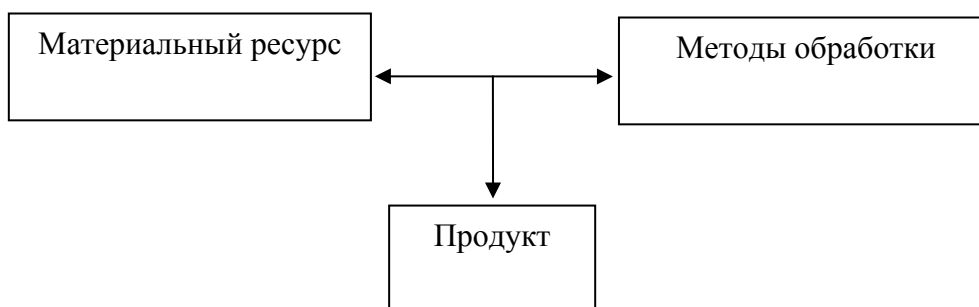 Материальный ресурс
Методы обработки
Продукт